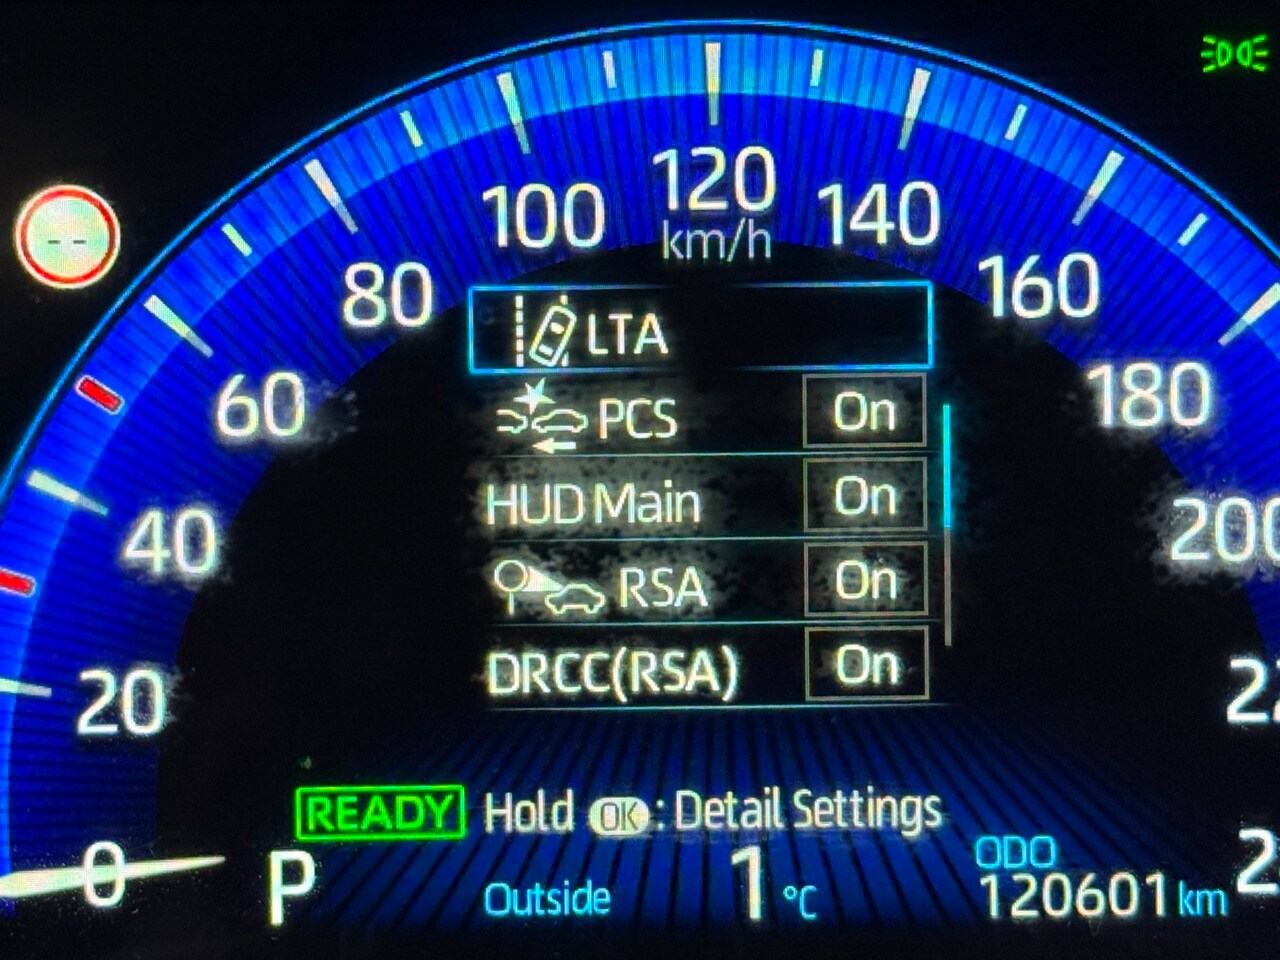 120
100
140
km/h
80
160
LTA
60
180
PCS On
HUD Main On
40
200
RSA On
DRCC(RSA) On
20
READY Hold OK: Detail Settings
0
P
Outside 1 °C
ODO
120601 km